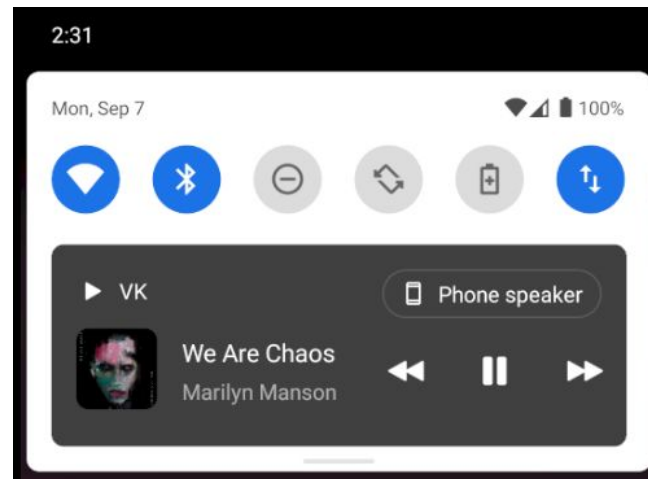 2:31
Mon, Sep 7 100%
VK Phone speaker
We Are Chaos
Marilyn Manson